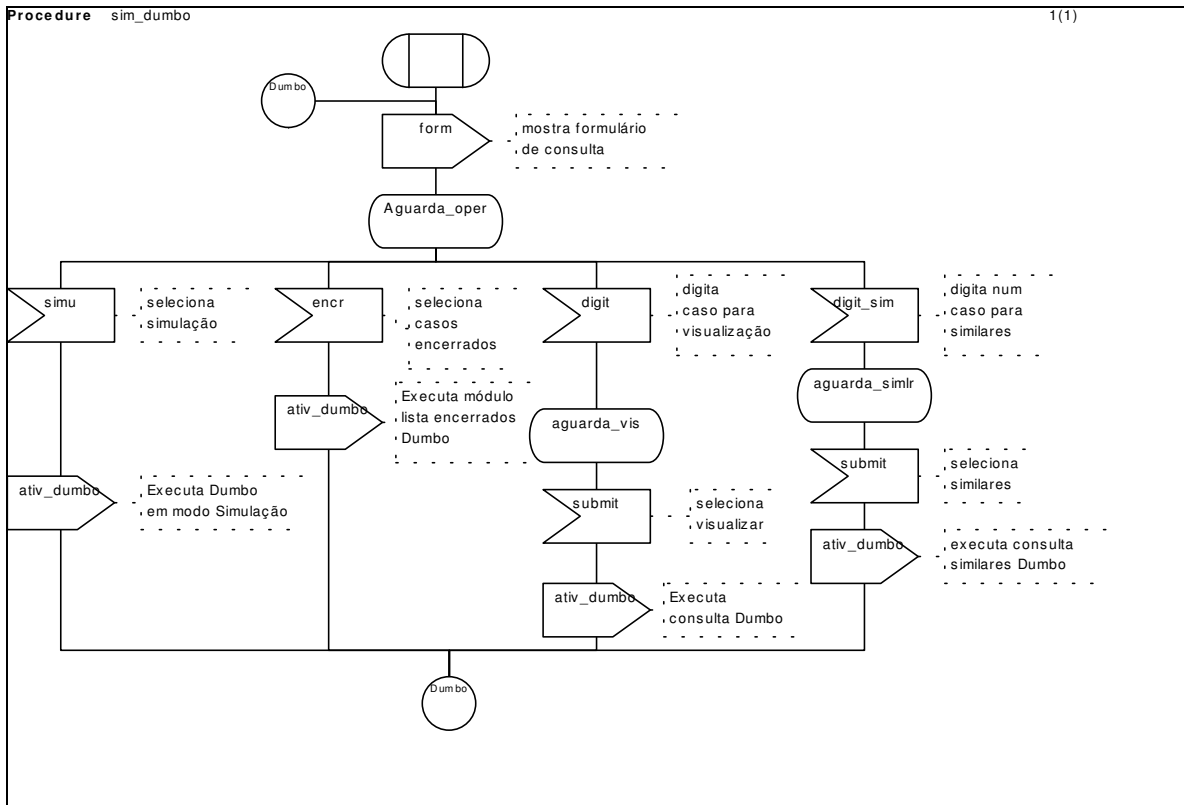 Procedure sim_dumbo 1(1)
Dumbo
form
mostra formulário
de consulta
Aguarda_oper
simu
seleciona
simulação
encr
seleciona
casos
encerrados
digit
digita
caso para
visualização
digit_sim
digita num
caso para
similares
aguarda_simlr
ativ_dumbo
Executa módulo
lista encerrados
Dumbo
aguarda_vis
submit
seleciona
similares
ativ_dumbo
Executa Dumbo
em modo Simulação
submit
seleciona
visualizar
ativ_dumbo
executa consulta
similares Dumbo
ativ_dumbo
Executa
consulta Dumbo
Dumbo